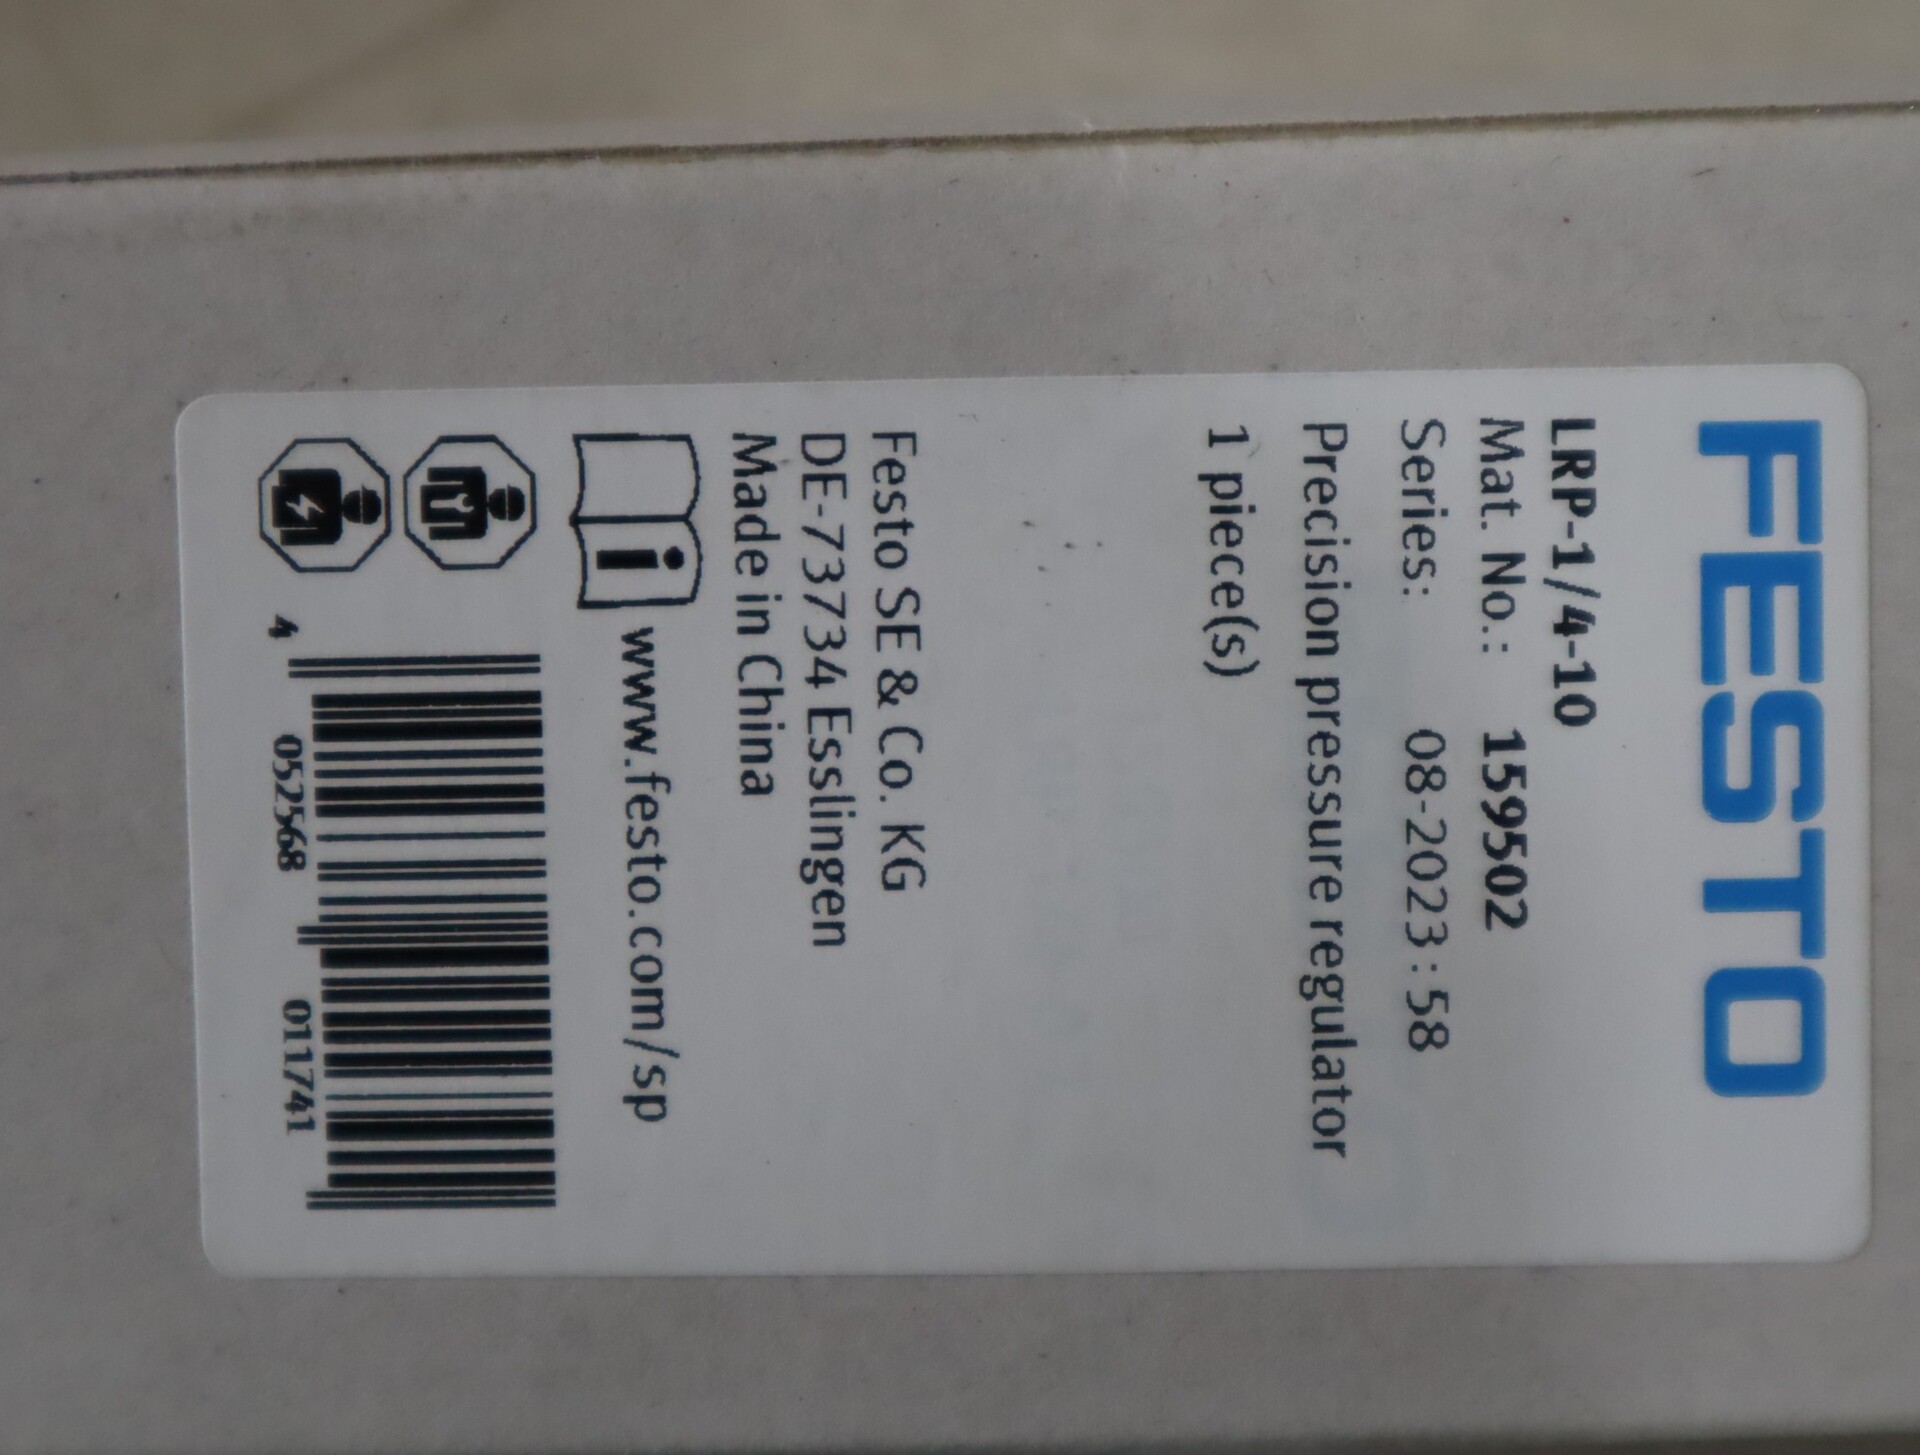 FESTO
LRP-1/4-10
Mat. No.: 159502
Series: 08-2023:58
Precision pressure regulator
1 piece(s)
Festo SE & Co. KG
DE-73734 Esslingen
Made in China
i www.festo.com/sp
4 052568 011741